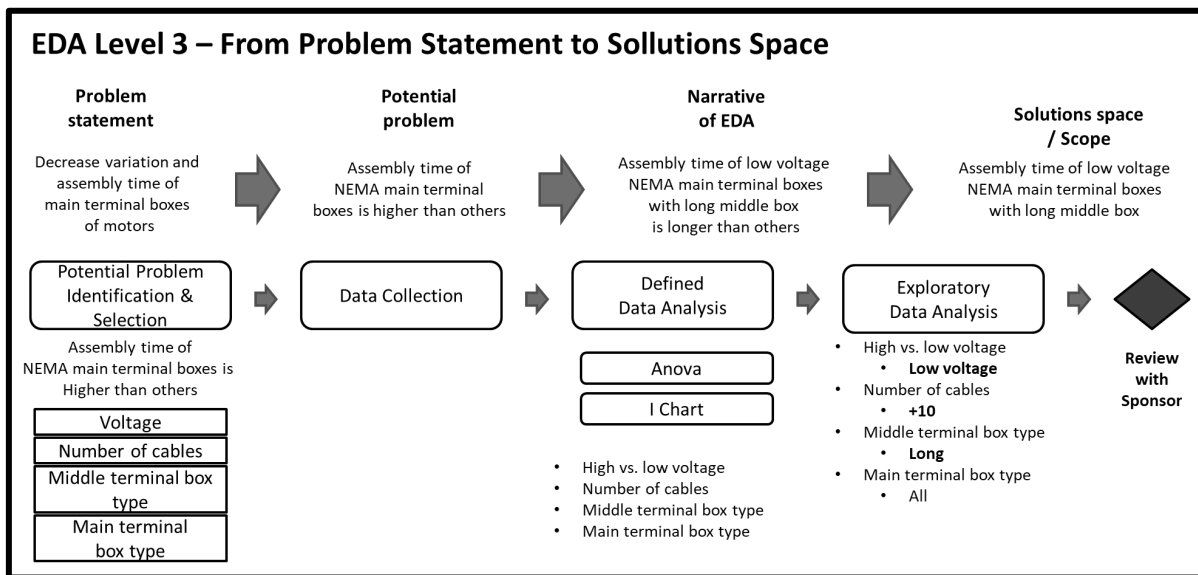 EDA Level 3 – From Problem Statement to Sollutions Space
Problem
statement
Potential
problem
Narrative
of EDA
Solutions space
/ Scope
Decrease variation and
assembly time of
main terminal boxes
of motors
Assembly time of
NEMA main terminal
boxes is higher than others
Assembly time of low voltage
NEMA main terminal boxes
with long middle box
is longer than others
Assembly time of low voltage
NEMA main terminal boxes
with long middle box
Potential Problem
Identification &
Selection
Data Collection
Defined
Data Analysis
Exploratory
Data Analysis
Review
with
Sponsor
Assembly time of
NEMA main terminal boxes is
Higher than others
Voltage
Number of cables
Middle terminal box
type
Main terminal
box type
Anova
I Chart
• High vs. low voltage
• Number of cables
• Middle terminal box type
• Main terminal box type
• High vs. low voltage
• Low voltage
• Number of cables
• +10
• Middle terminal box type
• Long
• Main terminal box type
• All